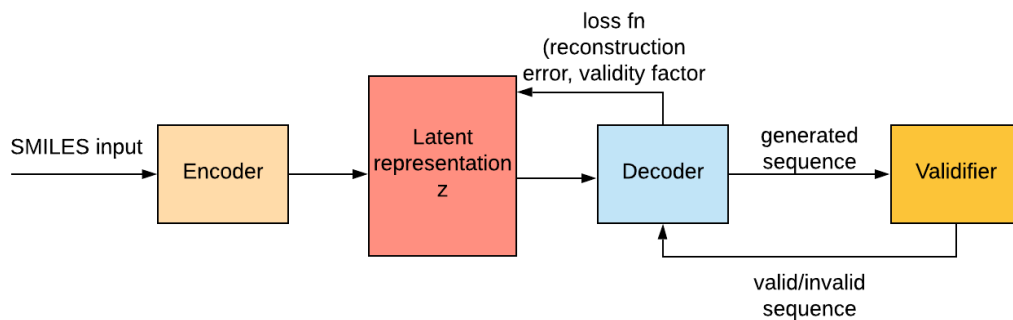 loss fn
(reconstruction
error, validity factor
SMILES input
Encoder
Latent
representation
z
Decoder
generated
sequence
Validifier
valid/invalid
sequence